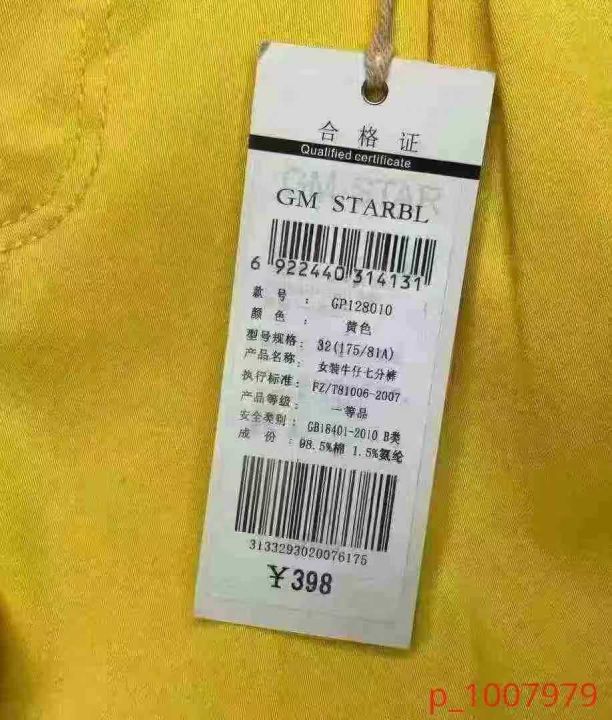 合格证
Qualified certificate
GM STARBL
6 922440 314131
款号： GP128010
颜色： 黄色
型号规格： 32(175/81A)
产品名称： 女装牛仔七分裤
执行标准： FZ/T81006-2007
产品等级： 一等品
安全类别： GB18401-2010 B类
成份： 98.5%棉 1.5%氨纶
3133293020076175
￥398
p_1007979